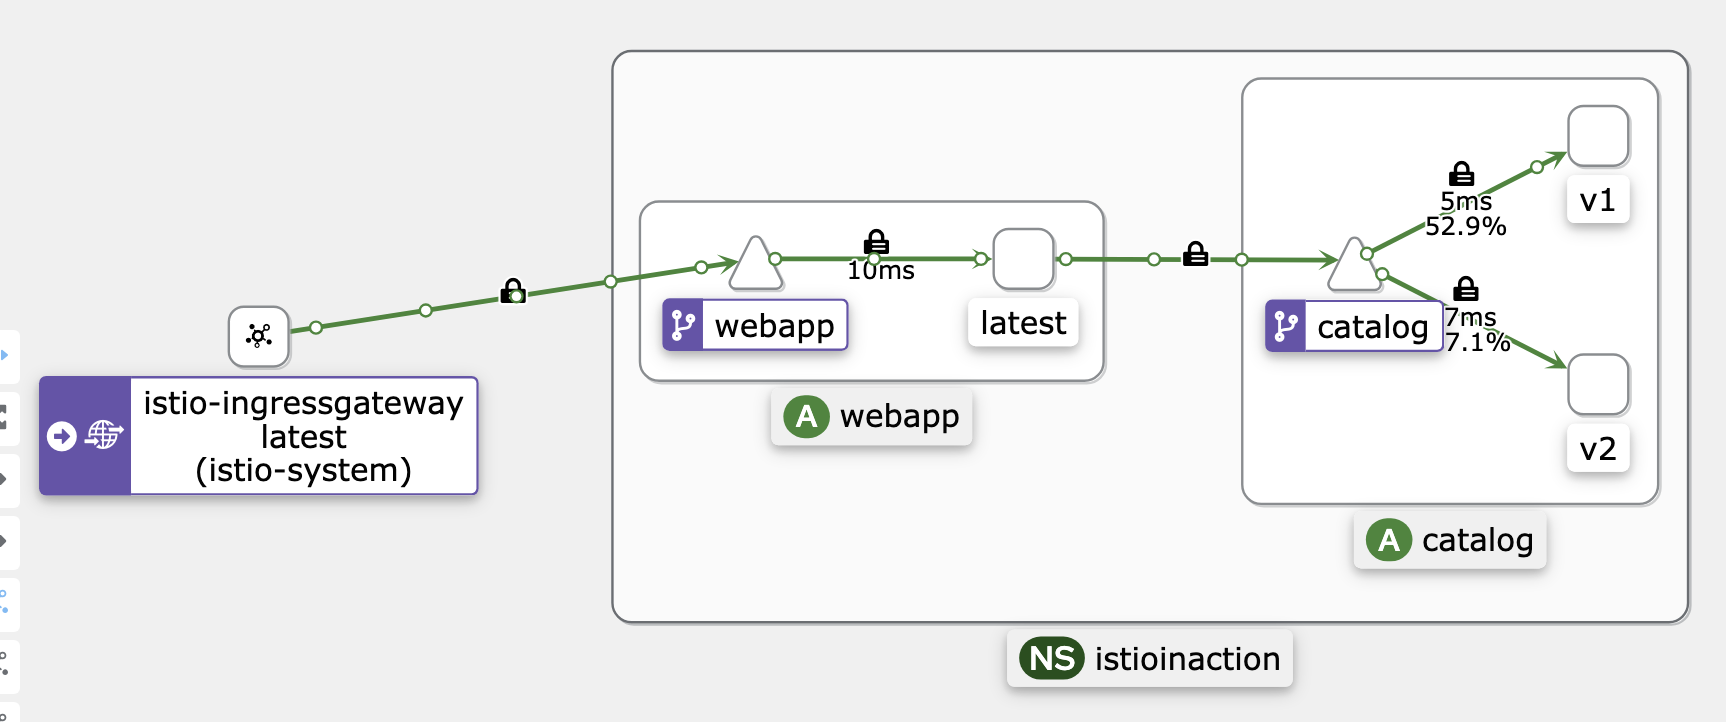 istio-ingressgateway
latest
(istio-system)
10ms
webapp
latest
A webapp
5ms
52.9%
7ms
7.1%
catalog
v1
v2
A catalog
NS istioinaction